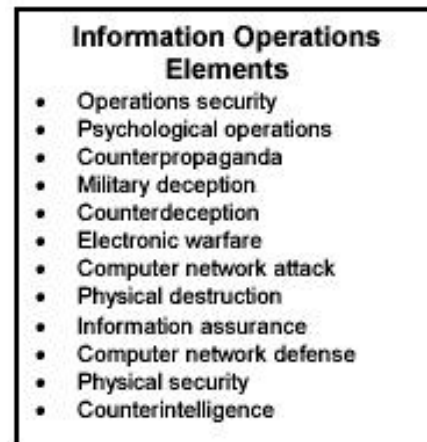 Information Operations
Elements
• Operations security
• Psychological operations
• Counterpropaganda
• Military deception
• Counterdeception
• Electronic warfare
• Computer network attack
• Physical destruction
• Information assurance
• Computer network defense
• Physical security
• Counterintelligence